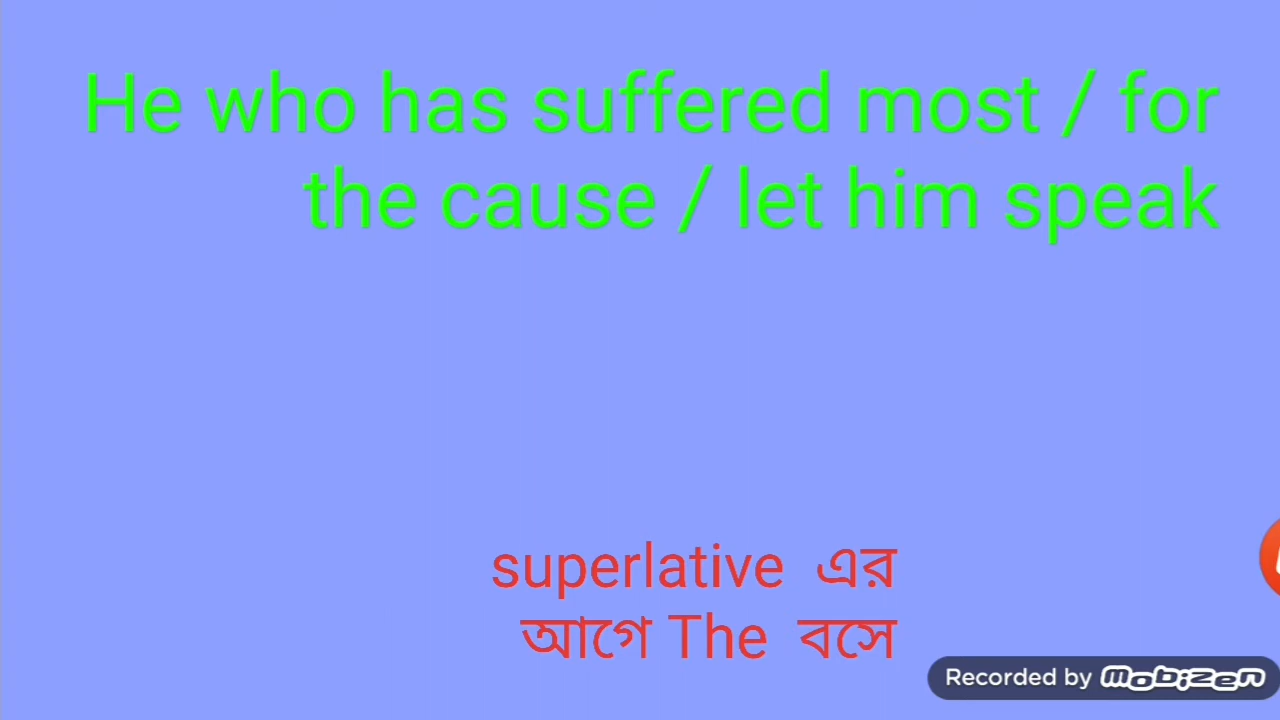 He who has suffered most / for
the cause / let him speak
superlative এর
আগে The বসে
Recorded by mobizen